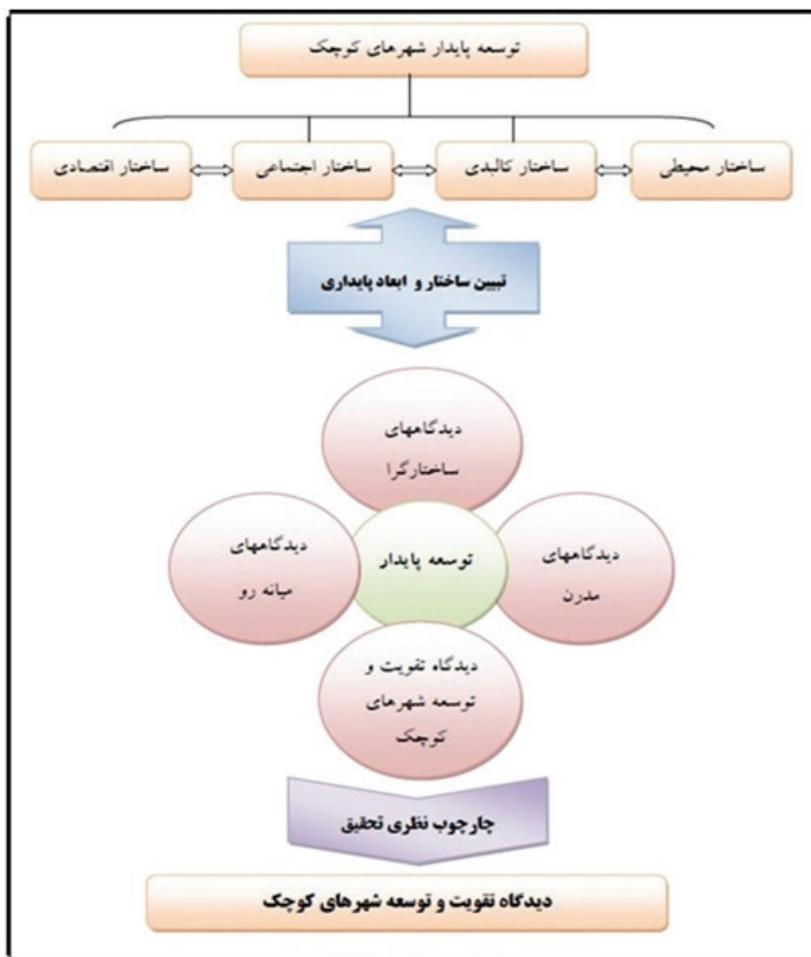 توسعه پایدار شهرهای کوچک
ساختار محیطی
ساختار کالبدی
ساختار اجتماعی
ساختار اقتصادی
تبیین ساختار و ابعاد پایداری
دیدگاههای
ساختارگرا
دیدگاههای
مدرن
توسعه پایدار
دیدگاههای
میانه رو
دیدگاه تقویت و
توسعه شهرهای
کوچک
چارچوب نظری تحقیق
دیدگاه تقویت و توسعه شهرهای کوچک